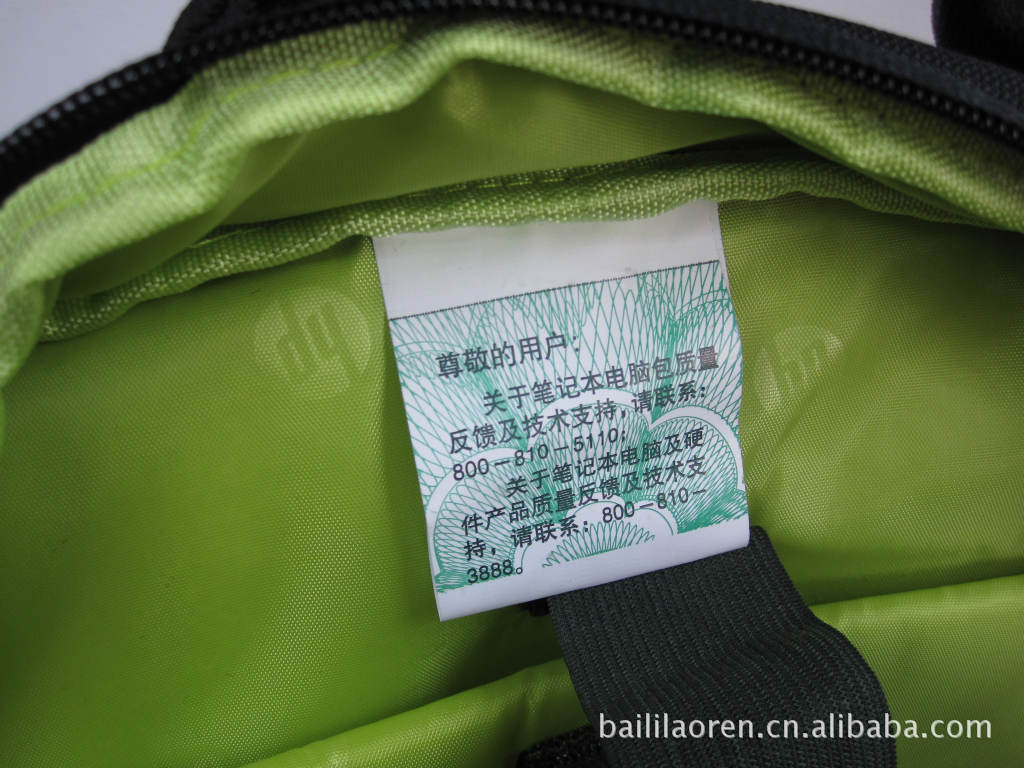 hp
hp
尊敬的用户：
关于笔记本电脑包质量
反馈及技术支持，请联系：
800－810－5110；
关于笔记本电脑及硬
件产品质量反馈及技术支
持，请联系：800－810－
3888。
baililaoren.cn.alibaba.com